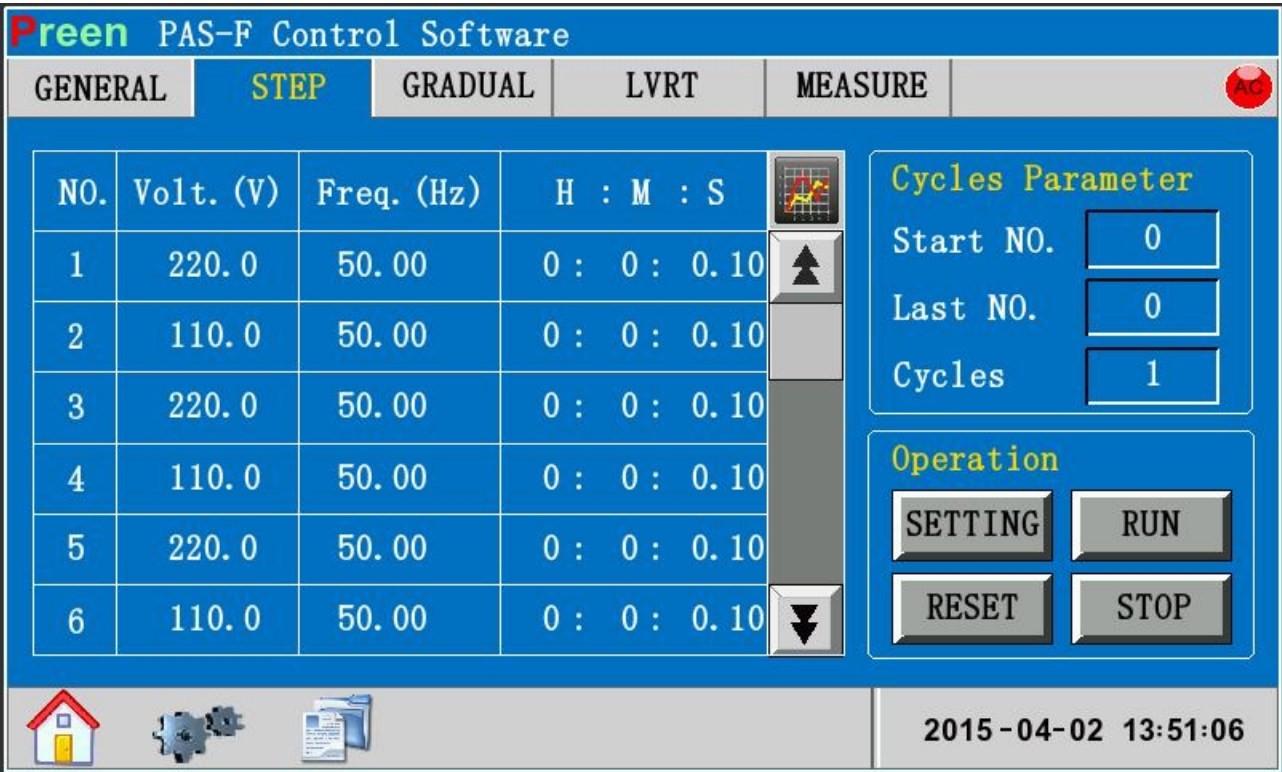 Preen PAS-F Control Software
GENERAL STEP GRADUAL LVRT MEASURE AC
NO. Volt. (V) Freq. (Hz) H : M : S
1 220.0 50.00 0 : 0 : 0.10
2 110.0 50.00 0 : 0 : 0.10
3 220.0 50.00 0 : 0 : 0.10
4 110.0 50.00 0 : 0 : 0.10
5 220.0 50.00 0 : 0 : 0.10
6 110.0 50.00 0 : 0 : 0.10
Cycles Parameter
Start NO. 0
Last NO. 0
Cycles 1
Operation
SETTING RUN
RESET STOP
2015-04-02 13:51:06